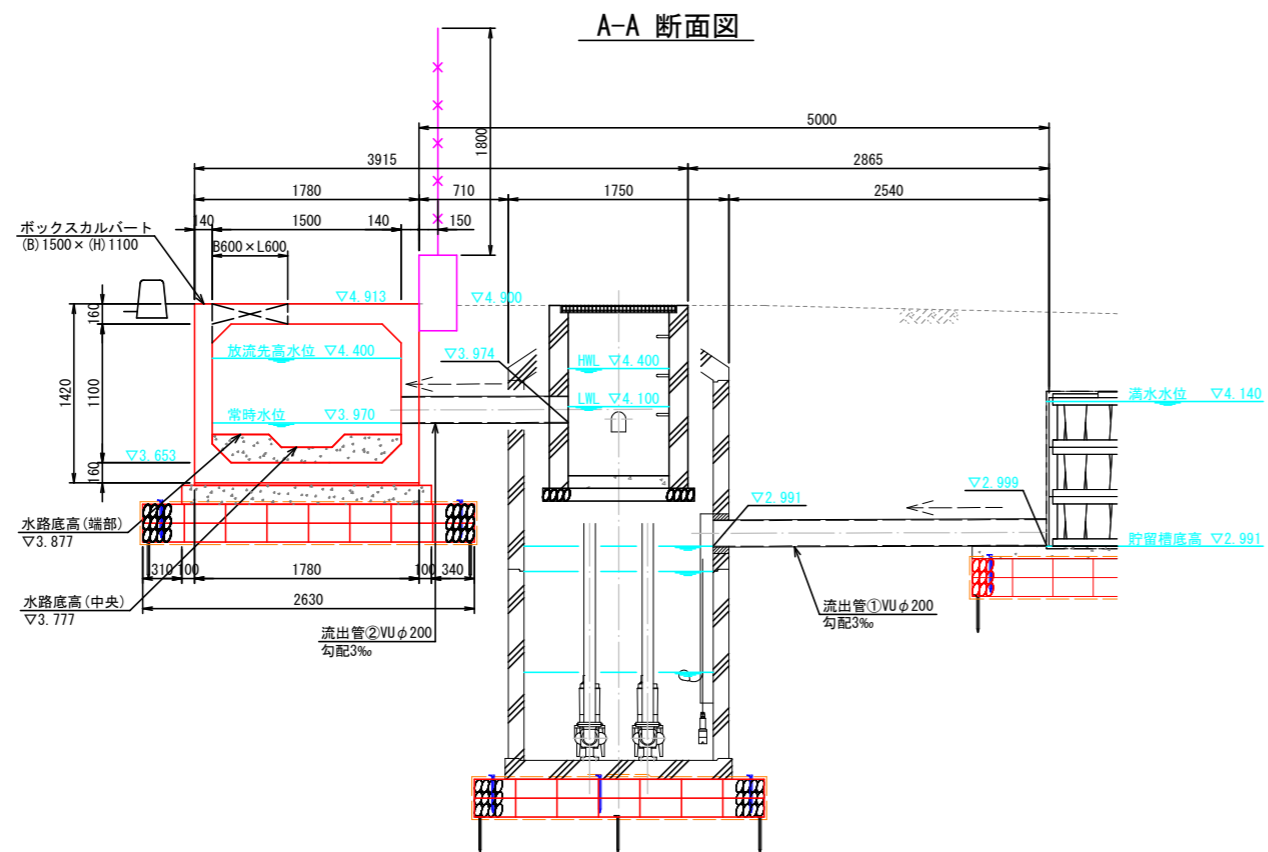 A-A 断面図
5000
1800
3915
2865
1780
710
1750
2540
140
1500
140
150
ボックスカルバート
(B)1500×(H)1100
B600×L600
160
▽4.913
▽4.900
放流先高水位 ▽4.400
▽3.974
HWL ▽4.400
1420
1100
LWL ▽4.100
満水水位 ▽4.140
常時水位 ▽3.970
▽3.653
160
▽2.991
▽2.999
水路底高(端部)
▽3.877
貯留槽底高 ▽2.991
310
100
1780
100
340
水路底高(中央)
▽3.777
2630
流出管①VUφ200
勾配3‰
流出管②VUφ200
勾配3‰